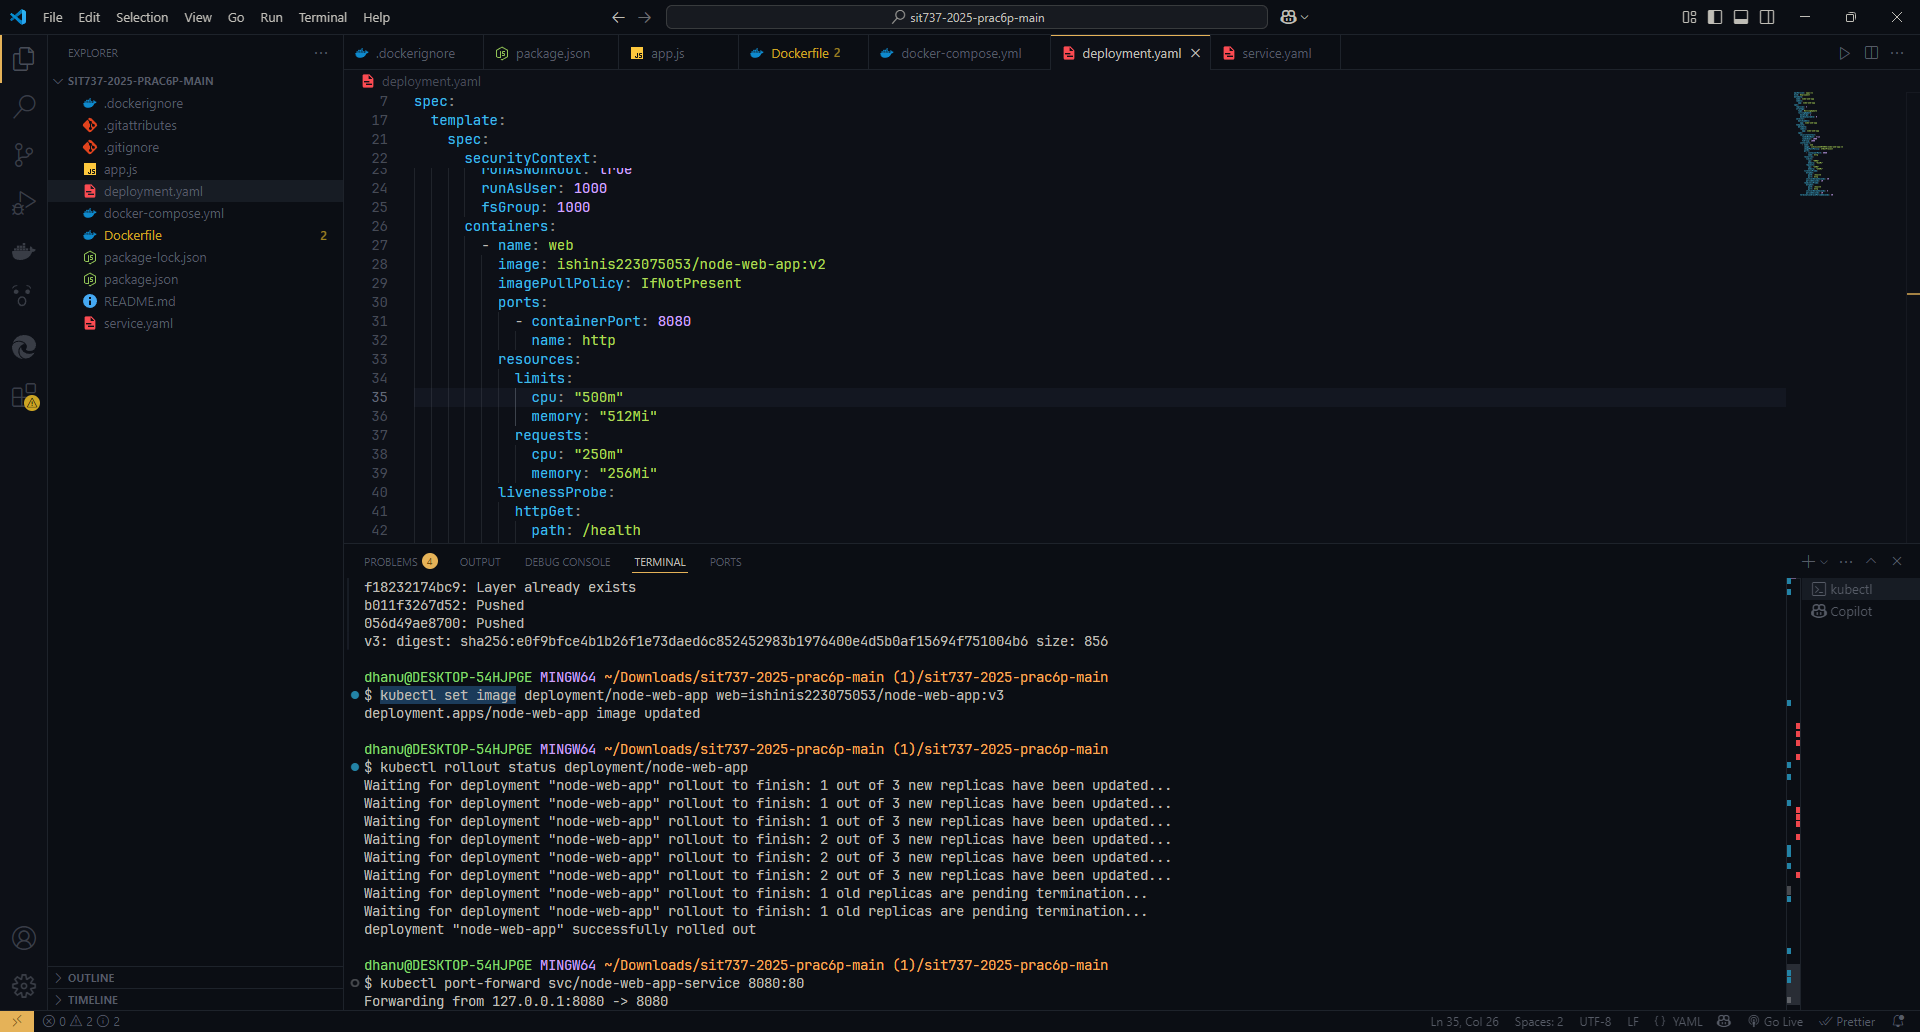 File Edit Selection View Go Run Terminal Help
sit737-2025-prac6p-main
EXPLORER
SIT737-2025-PRAC6P-MAIN
.dockerignore
.gitattributes
.gitignore
app.js
deployment.yaml
docker-compose.yml
Dockerfile 2
package-lock.json
package.json
README.md
service.yaml
OUTLINE
TIMELINE
.dockerignore package.json app.js Dockerfile 2 docker-compose.yml deployment.yaml service.yaml
deployment.yaml
7 spec:
17 template:
21 spec:
22 securityContext:
23 runAsNonRoot: true
24 runAsUser: 1000
25 fsGroup: 1000
26 containers:
27 - name: web
28 image: ishinis223075053/node-web-app:v2
29 imagePullPolicy: IfNotPresent
30 ports:
31 - containerPort: 8080
32 name: http
33 resources:
34 limits:
35 cpu: "500m"
36 memory: "512Mi"
37 requests:
38 cpu: "250m"
39 memory: "256Mi"
40 livenessProbe:
41 httpGet:
42 path: /health
PROBLEMS 4 OUTPUT DEBUG CONSOLE TERMINAL PORTS
f18232174bc9: Layer already exists
b011f3267d52: Pushed
056d49ae8700: Pushed
v3: digest: sha256:e0f9bfce4b1b26f1e73daed6c852452983b1976400e4d5b0af15694f751004b6 size: 856
dhanu@DESKTOP-54HJPGE MINGW64 ~/Downloads/sit737-2025-prac6p-main (1)/sit737-2025-prac6p-main
$ kubectl set image deployment/node-web-app web=ishinis223075053/node-web-app:v3
deployment.apps/node-web-app image updated
dhanu@DESKTOP-54HJPGE MINGW64 ~/Downloads/sit737-2025-prac6p-main (1)/sit737-2025-prac6p-main
$ kubectl rollout status deployment/node-web-app
Waiting for deployment "node-web-app" rollout to finish: 1 out of 3 new replicas have been updated...
Waiting for deployment "node-web-app" rollout to finish: 1 out of 3 new replicas have been updated...
Waiting for deployment "node-web-app" rollout to finish: 1 out of 3 new replicas have been updated...
Waiting for deployment "node-web-app" rollout to finish: 2 out of 3 new replicas have been updated...
Waiting for deployment "node-web-app" rollout to finish: 2 out of 3 new replicas have been updated...
Waiting for deployment "node-web-app" rollout to finish: 2 out of 3 new replicas have been updated...
Waiting for deployment "node-web-app" rollout to finish: 1 old replicas are pending termination...
Waiting for deployment "node-web-app" rollout to finish: 1 old replicas are pending termination...
deployment "node-web-app" successfully rolled out
dhanu@DESKTOP-54HJPGE MINGW64 ~/Downloads/sit737-2025-prac6p-main (1)/sit737-2025-prac6p-main
$ kubectl port-forward svc/node-web-app-service 8080:80
Forwarding from 127.0.0.1:8080 -> 8080
kubectl
Copilot
0 2 2 Ln 35, Col 26 Spaces: 2 UTF-8 LF {} YAML Go Live Prettier